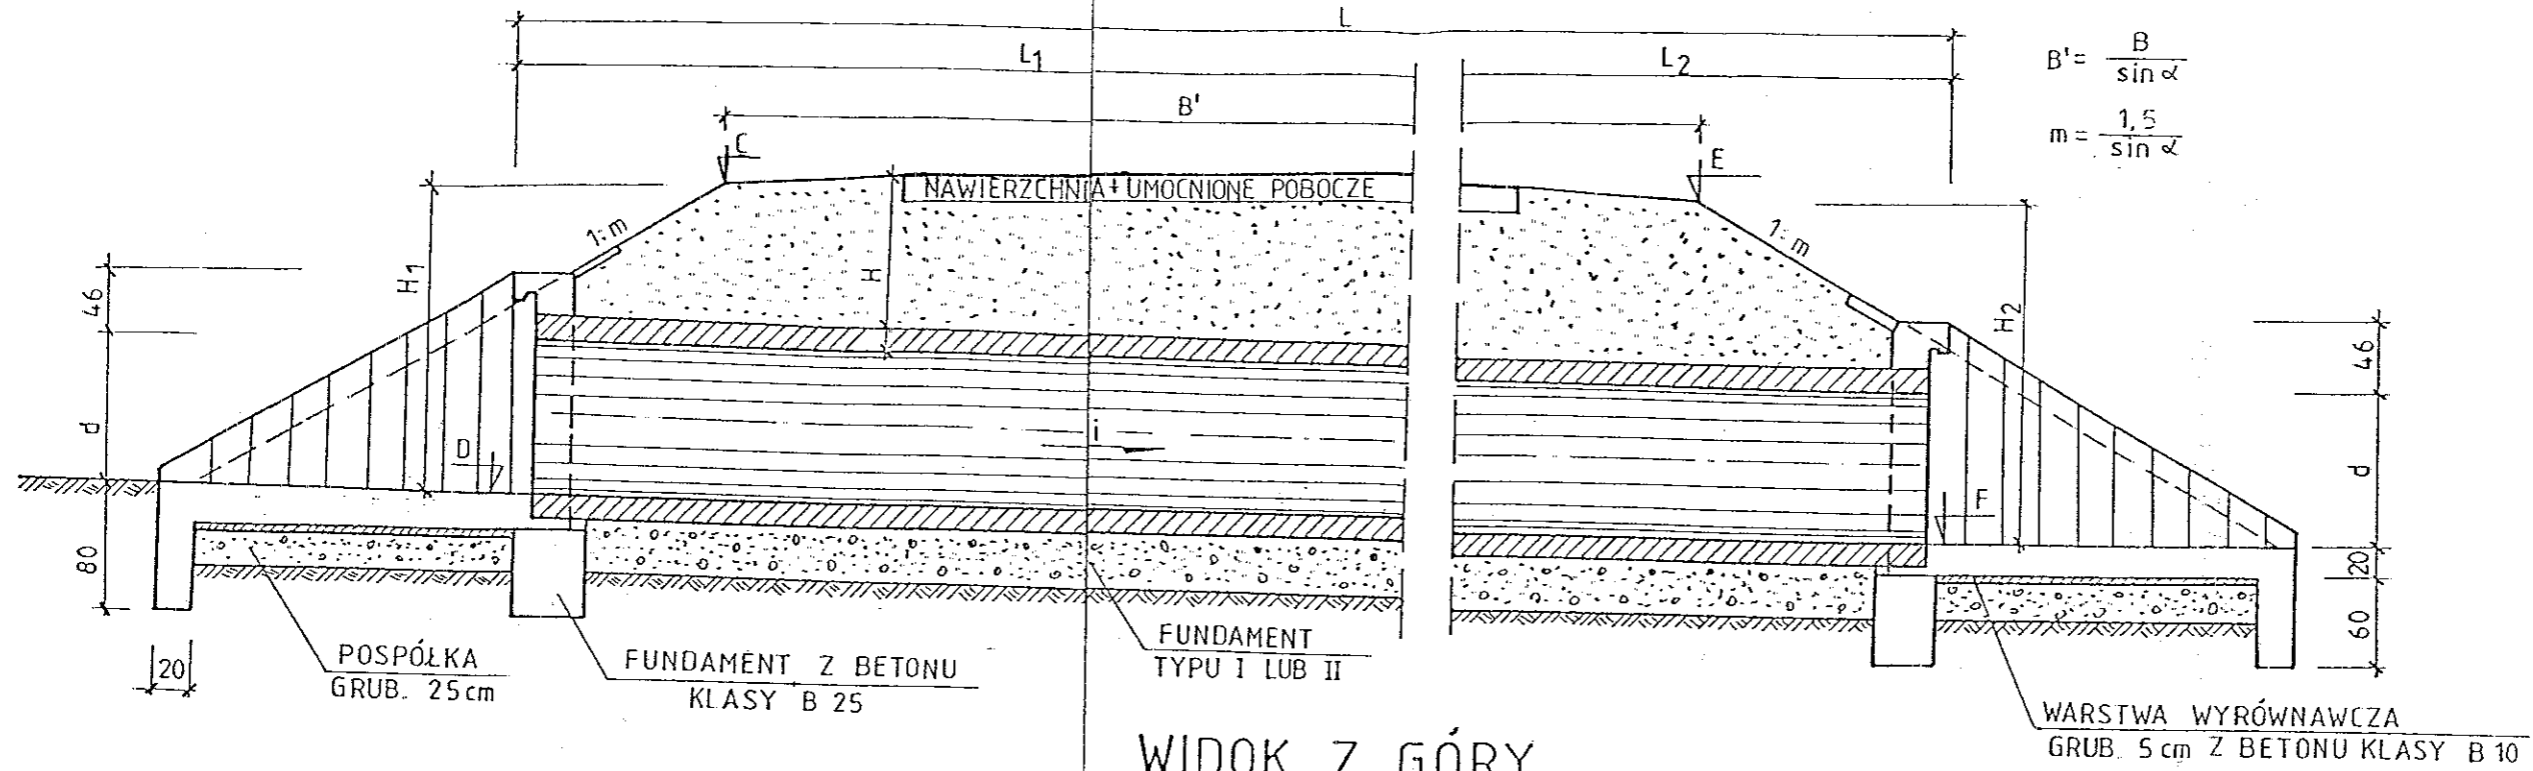 L
L1
L2
B' = B / sin α
B'
m = 1,5 / sin α
C
E
NAWIERZCHNIA + UMOCNIONE POBOCZE
1:m
1:m
H1
H
H2
46
46
d
d
D
i
F
80
20
60
20
POSPÓŁKA
GRUB. 25cm
FUNDAMENT Z BETONU
KLASY B 25
FUNDAMENT
TYPU I LUB II
WARSTWA WYRÓWNAWCZA
GRUB. 5 cm Z BETONU KLASY B 10
WIDOK Z GÓRY